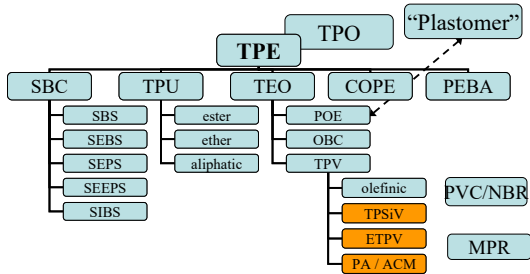 TPO
“Plastomer”
TPE
SBC
TPU
TEO
COPE
PEBA
SBS
ester
POE
SEBS
ether
OBC
SEPS
aliphatic
TPV
SEEPS
olefinic
PVC/NBR
SIBS
TPSiV
ETPV
MPR
PA / ACM